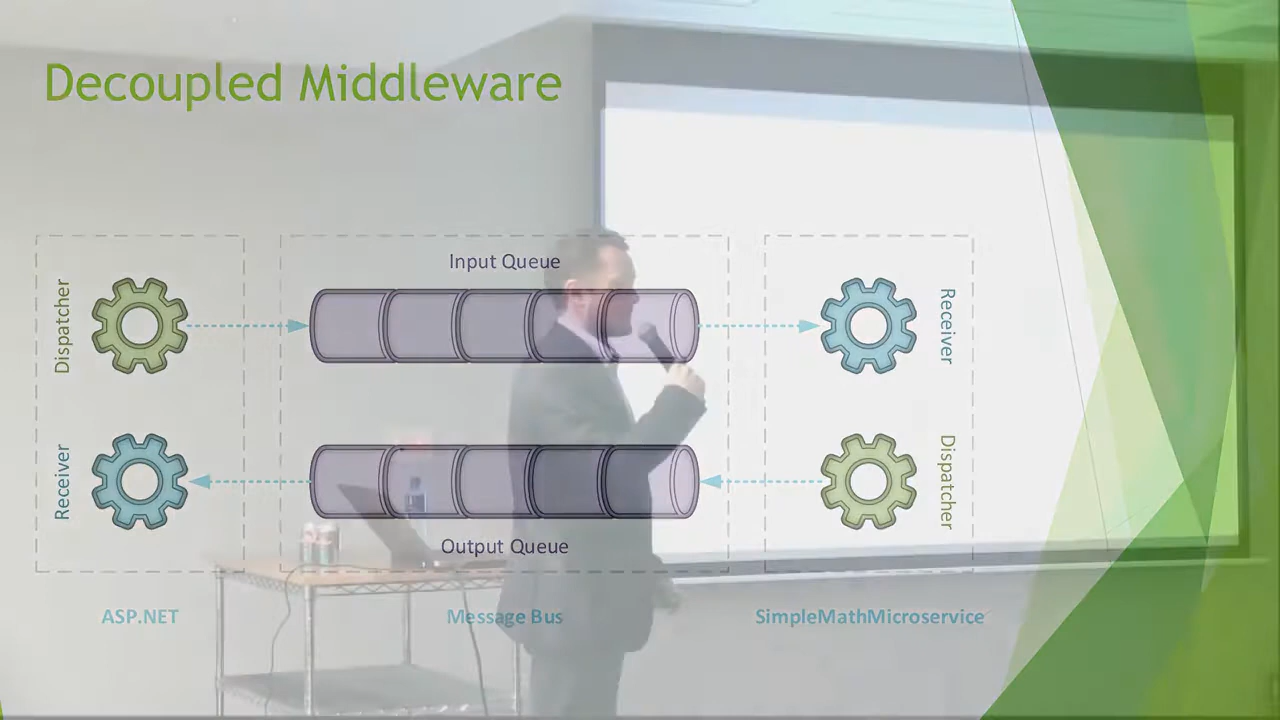 Decoupled Middleware
Input Queue
Dispatcher
Receiver
Receiver
Dispatcher
Output Queue
ASP.NET
Message Bus
SimpleMathMicroservice